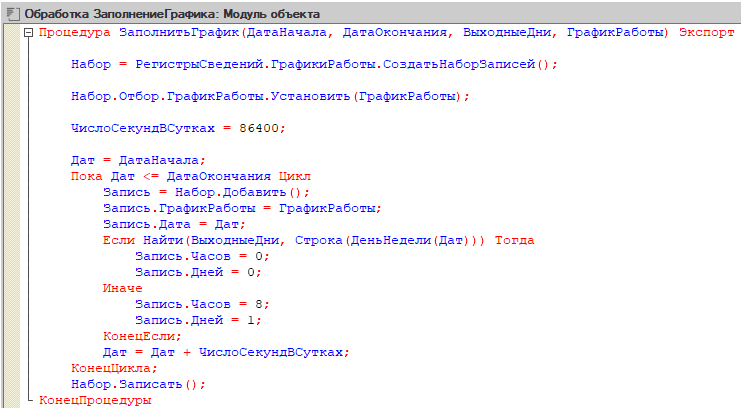 Обработка ЗаполнениеГрафика: Модуль объекта
Процедура ЗаполнитьГрафик(ДатаНачала, ДатаОкончания, ВыходныеДни, ГрафикРаботы) Экспорт
Набор = РегистрыСведений.ГрафикиРаботы.СоздатьНаборЗаписей();
Набор.Отбор.ГрафикРаботы.Установить(ГрафикРаботы);
ЧислоСекундВСутках = 86400;
Дат = ДатаНачала;
Пока Дат <= ДатаОкончания Цикл
Запись = Набор.Добавить();
Запись.ГрафикРаботы = ГрафикРаботы;
Запись.Дата = Дат;
Если Найти(ВыходныеДни, Строка(ДеньНедели(Дат))) Тогда
Запись.Часов = 0;
Запись.Дней = 0;
Иначе
Запись.Часов = 8;
Запись.Дней = 1;
КонецЕсли;
Дат = Дат + ЧислоСекундВСутках;
КонецЦикла;
Набор.Записать();
КонецПроцедуры